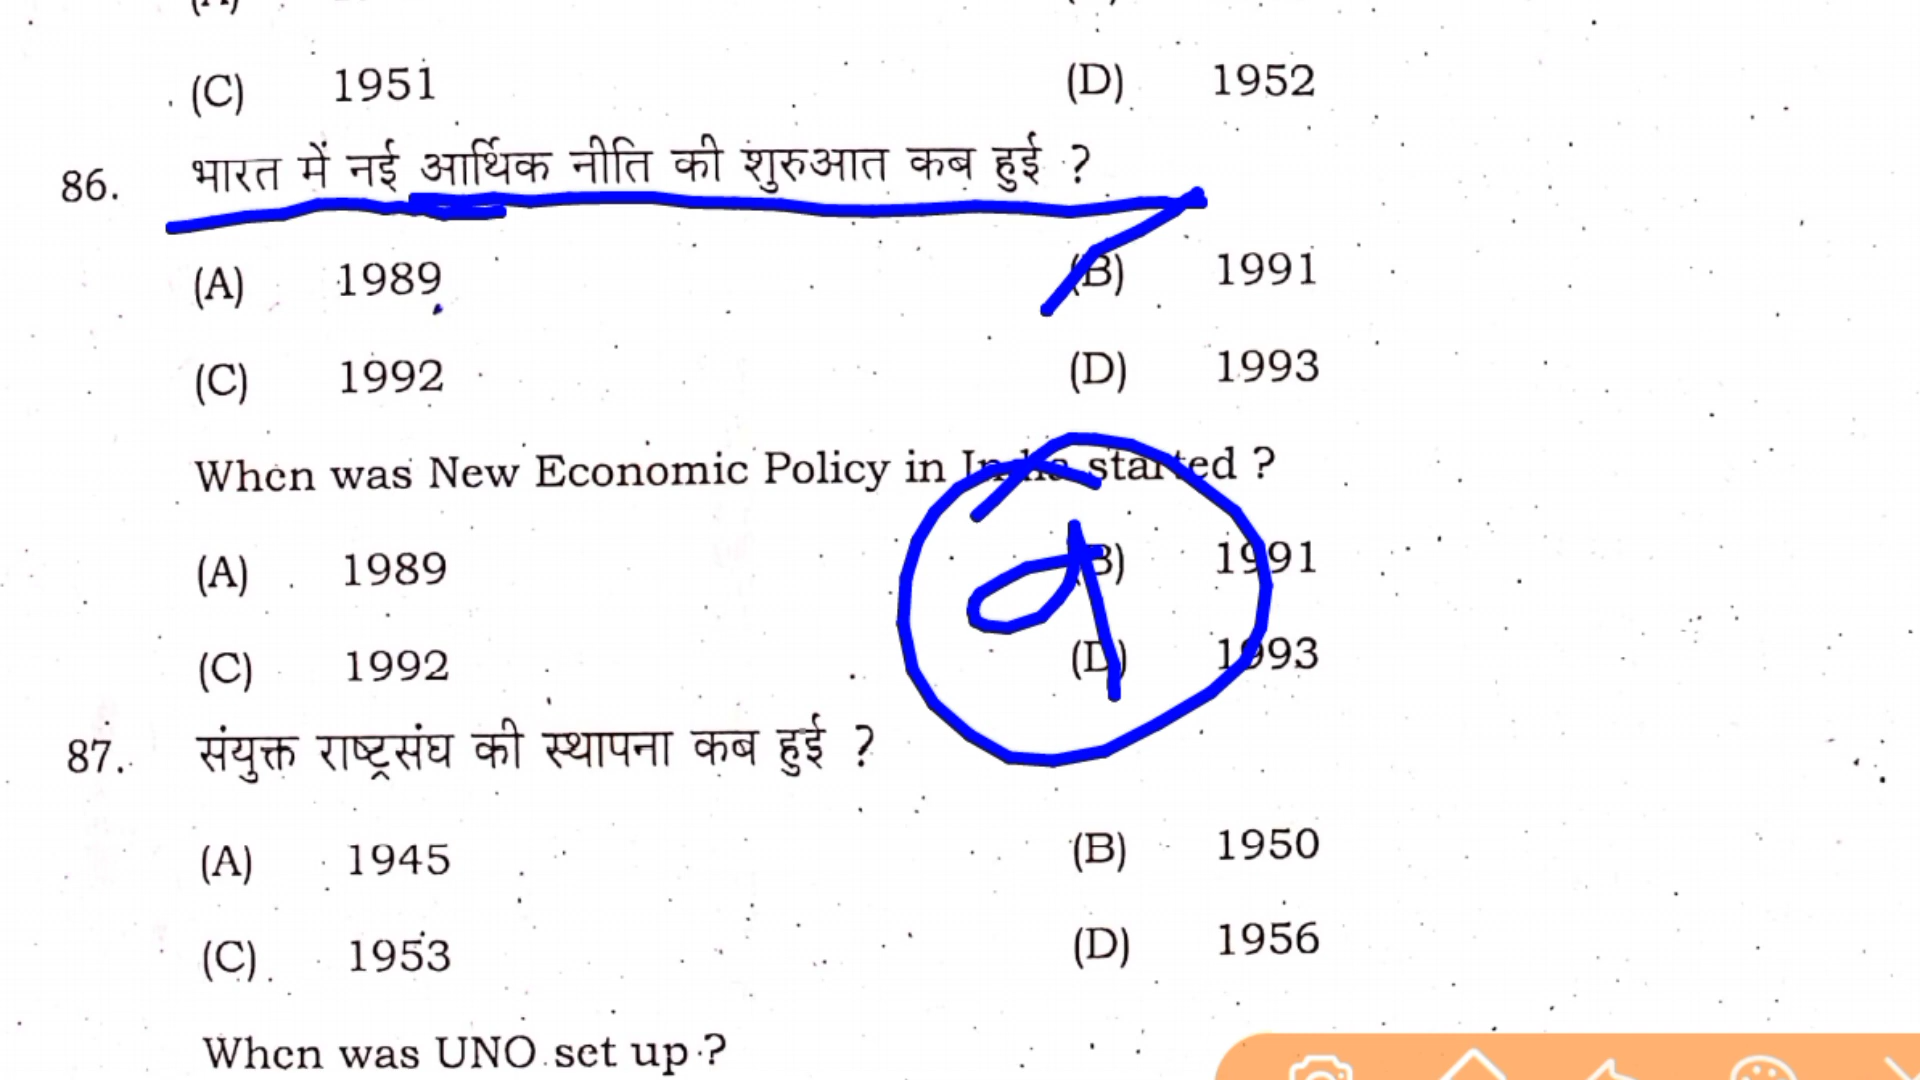 (C) 1951 (D) 1952
86. भारत में नई आर्थिक नीति की शुरुआत कब हुई ?
(A) 1989 (B) 1991
(C) 1992 (D) 1993
When was New Economic Policy in India started ?
(A) 1989 (B) 1991
(C) 1992 (D) 1993
87. संयुक्त राष्ट्रसंघ की स्थापना कब हुई ?
(A) 1945 (B) 1950
(C) 1953 (D) 1956
When was UNO set up ?